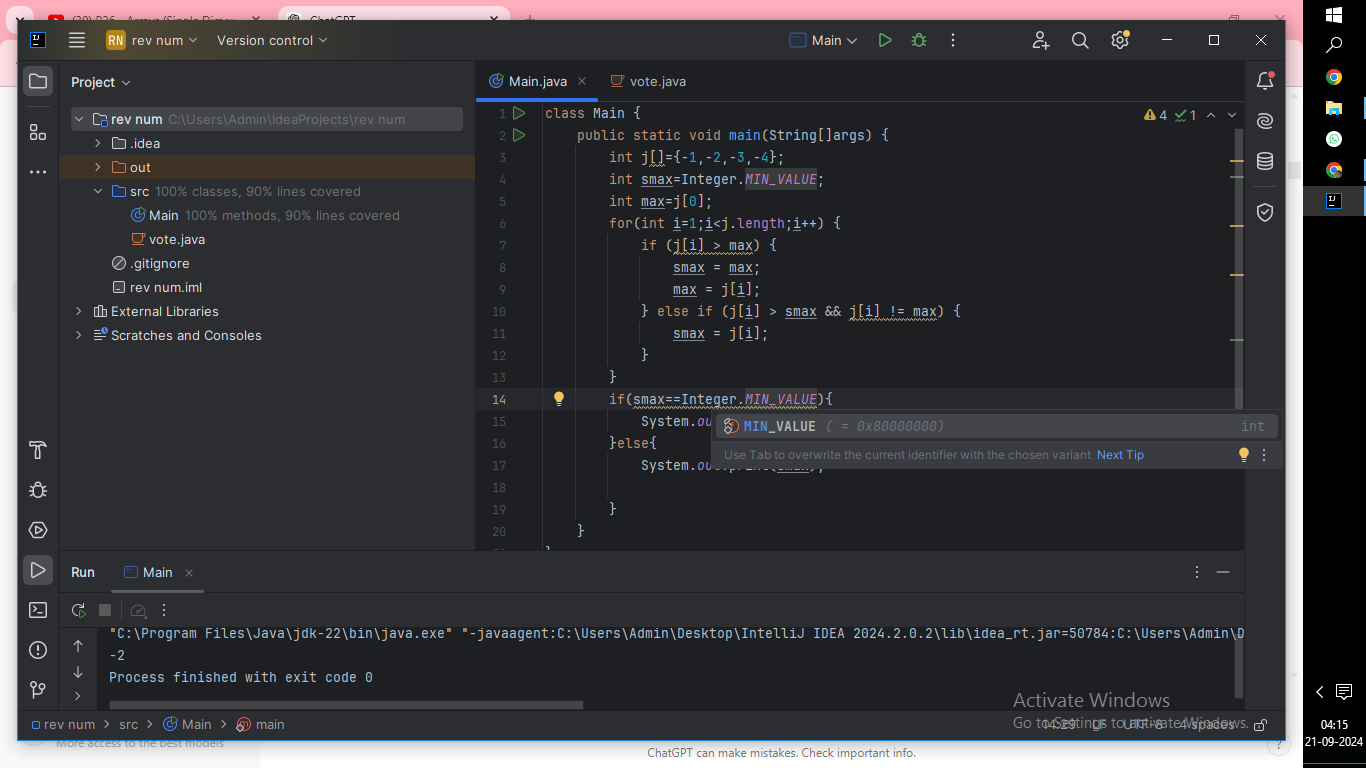 ChatGPT
RN rev num Version control Main
Project
Main.java vote.java
rev num C:\Users\Admin\IdeaProjects\rev num
.idea
out
src 100% classes, 90% lines covered
Main 100% methods, 90% lines covered
vote.java
.gitignore
rev num.iml
External Libraries
Scratches and Consoles
4 1
1 class Main {
2 public static void main(String[]args) {
3 int j[]={-1,-2,-3,-4};
4 int smax=Integer.MIN_VALUE;
5 int max=j[0];
6 for(int i=1;i<j.length;i++) {
7 if (j[i] > max) {
8 smax = max;
9 max = j[i];
10 } else if (j[i] > smax && j[i] != max) {
11 smax = j[i];
12 }
13 }
14 if(smax==Integer.MIN_VALUE){
15 System.ou
MIN_VALUE ( = 0x80000000) int
16 }else{
Use Tab to overwrite the current identifier with the chosen variant Next Tip
17
18
19 }
20 }
Run Main
"C:\Program Files\Java\jdk-22\bin\java.exe" "-javaagent:C:\Users\Admin\Desktop\IntelliJ IDEA 2024.2.0.2\lib\idea_rt.jar=50784:C:\Users\Admin\D
-2
Process finished with exit code 0
Activate Windows
Go to Settings to activate Windows.
rev num src Main main 14:29 LF UTF-8 4 spaces
More access to the best models
ChatGPT can make mistakes. Check important info.
?
04:15
21-09-2024